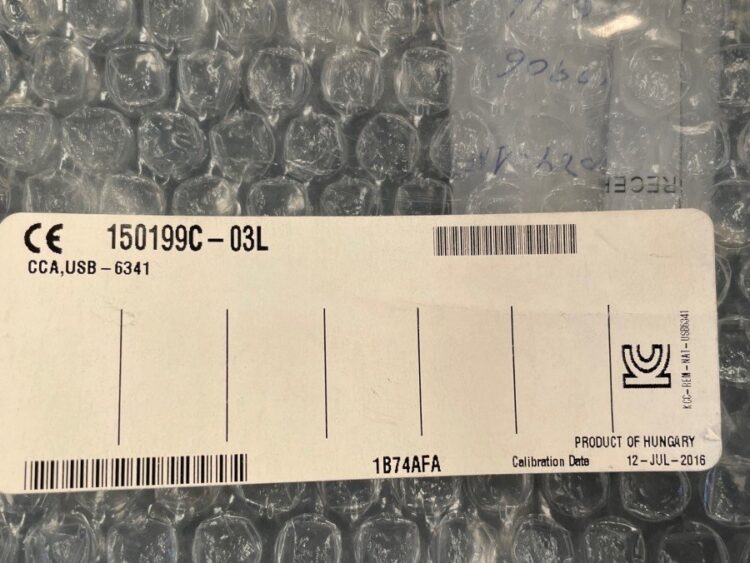 CE 150199C-03L
CCA,USB-6341
KCC-REM-NAT-USB6341
PRODUCT OF HUNGARY
1B74AFA Calibration Date 12-JUL-2016